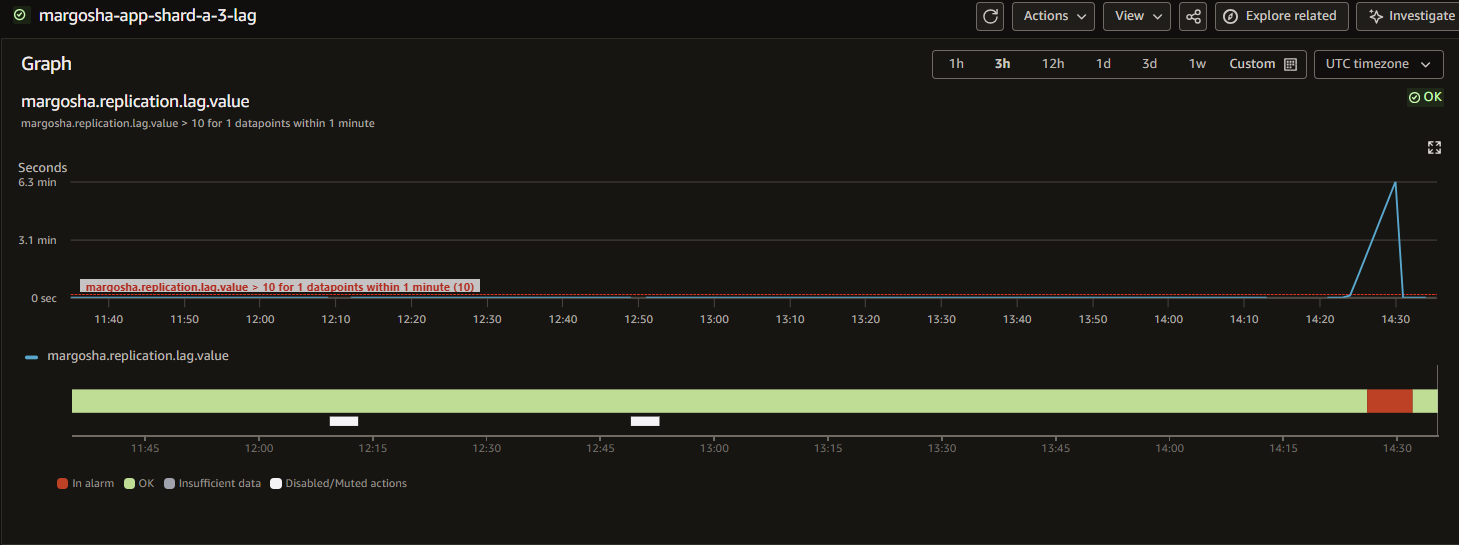 margosha-app-shard-a-3-lag
Actions View Explore related Investigate
Graph
1h 3h 12h 1d 3d 1w Custom UTC timezone
margosha.replication.lag.value
OK
margosha.replication.lag.value > 10 for 1 datapoints within 1 minute
Seconds
6.3 min
3.1 min
margosha.replication.lag.value > 10 for 1 datapoints within 1 minute (10)
0 sec
11:40 11:50 12:00 12:10 12:20 12:30 12:40 12:50 13:00 13:10 13:20 13:30 13:40 13:50 14:00 14:10 14:20 14:30
margosha.replication.lag.value
11:45 12:00 12:15 12:30 12:45 13:00 13:15 13:30 13:45 14:00 14:15 14:30
In alarm OK Insufficient data Disabled/Muted actions